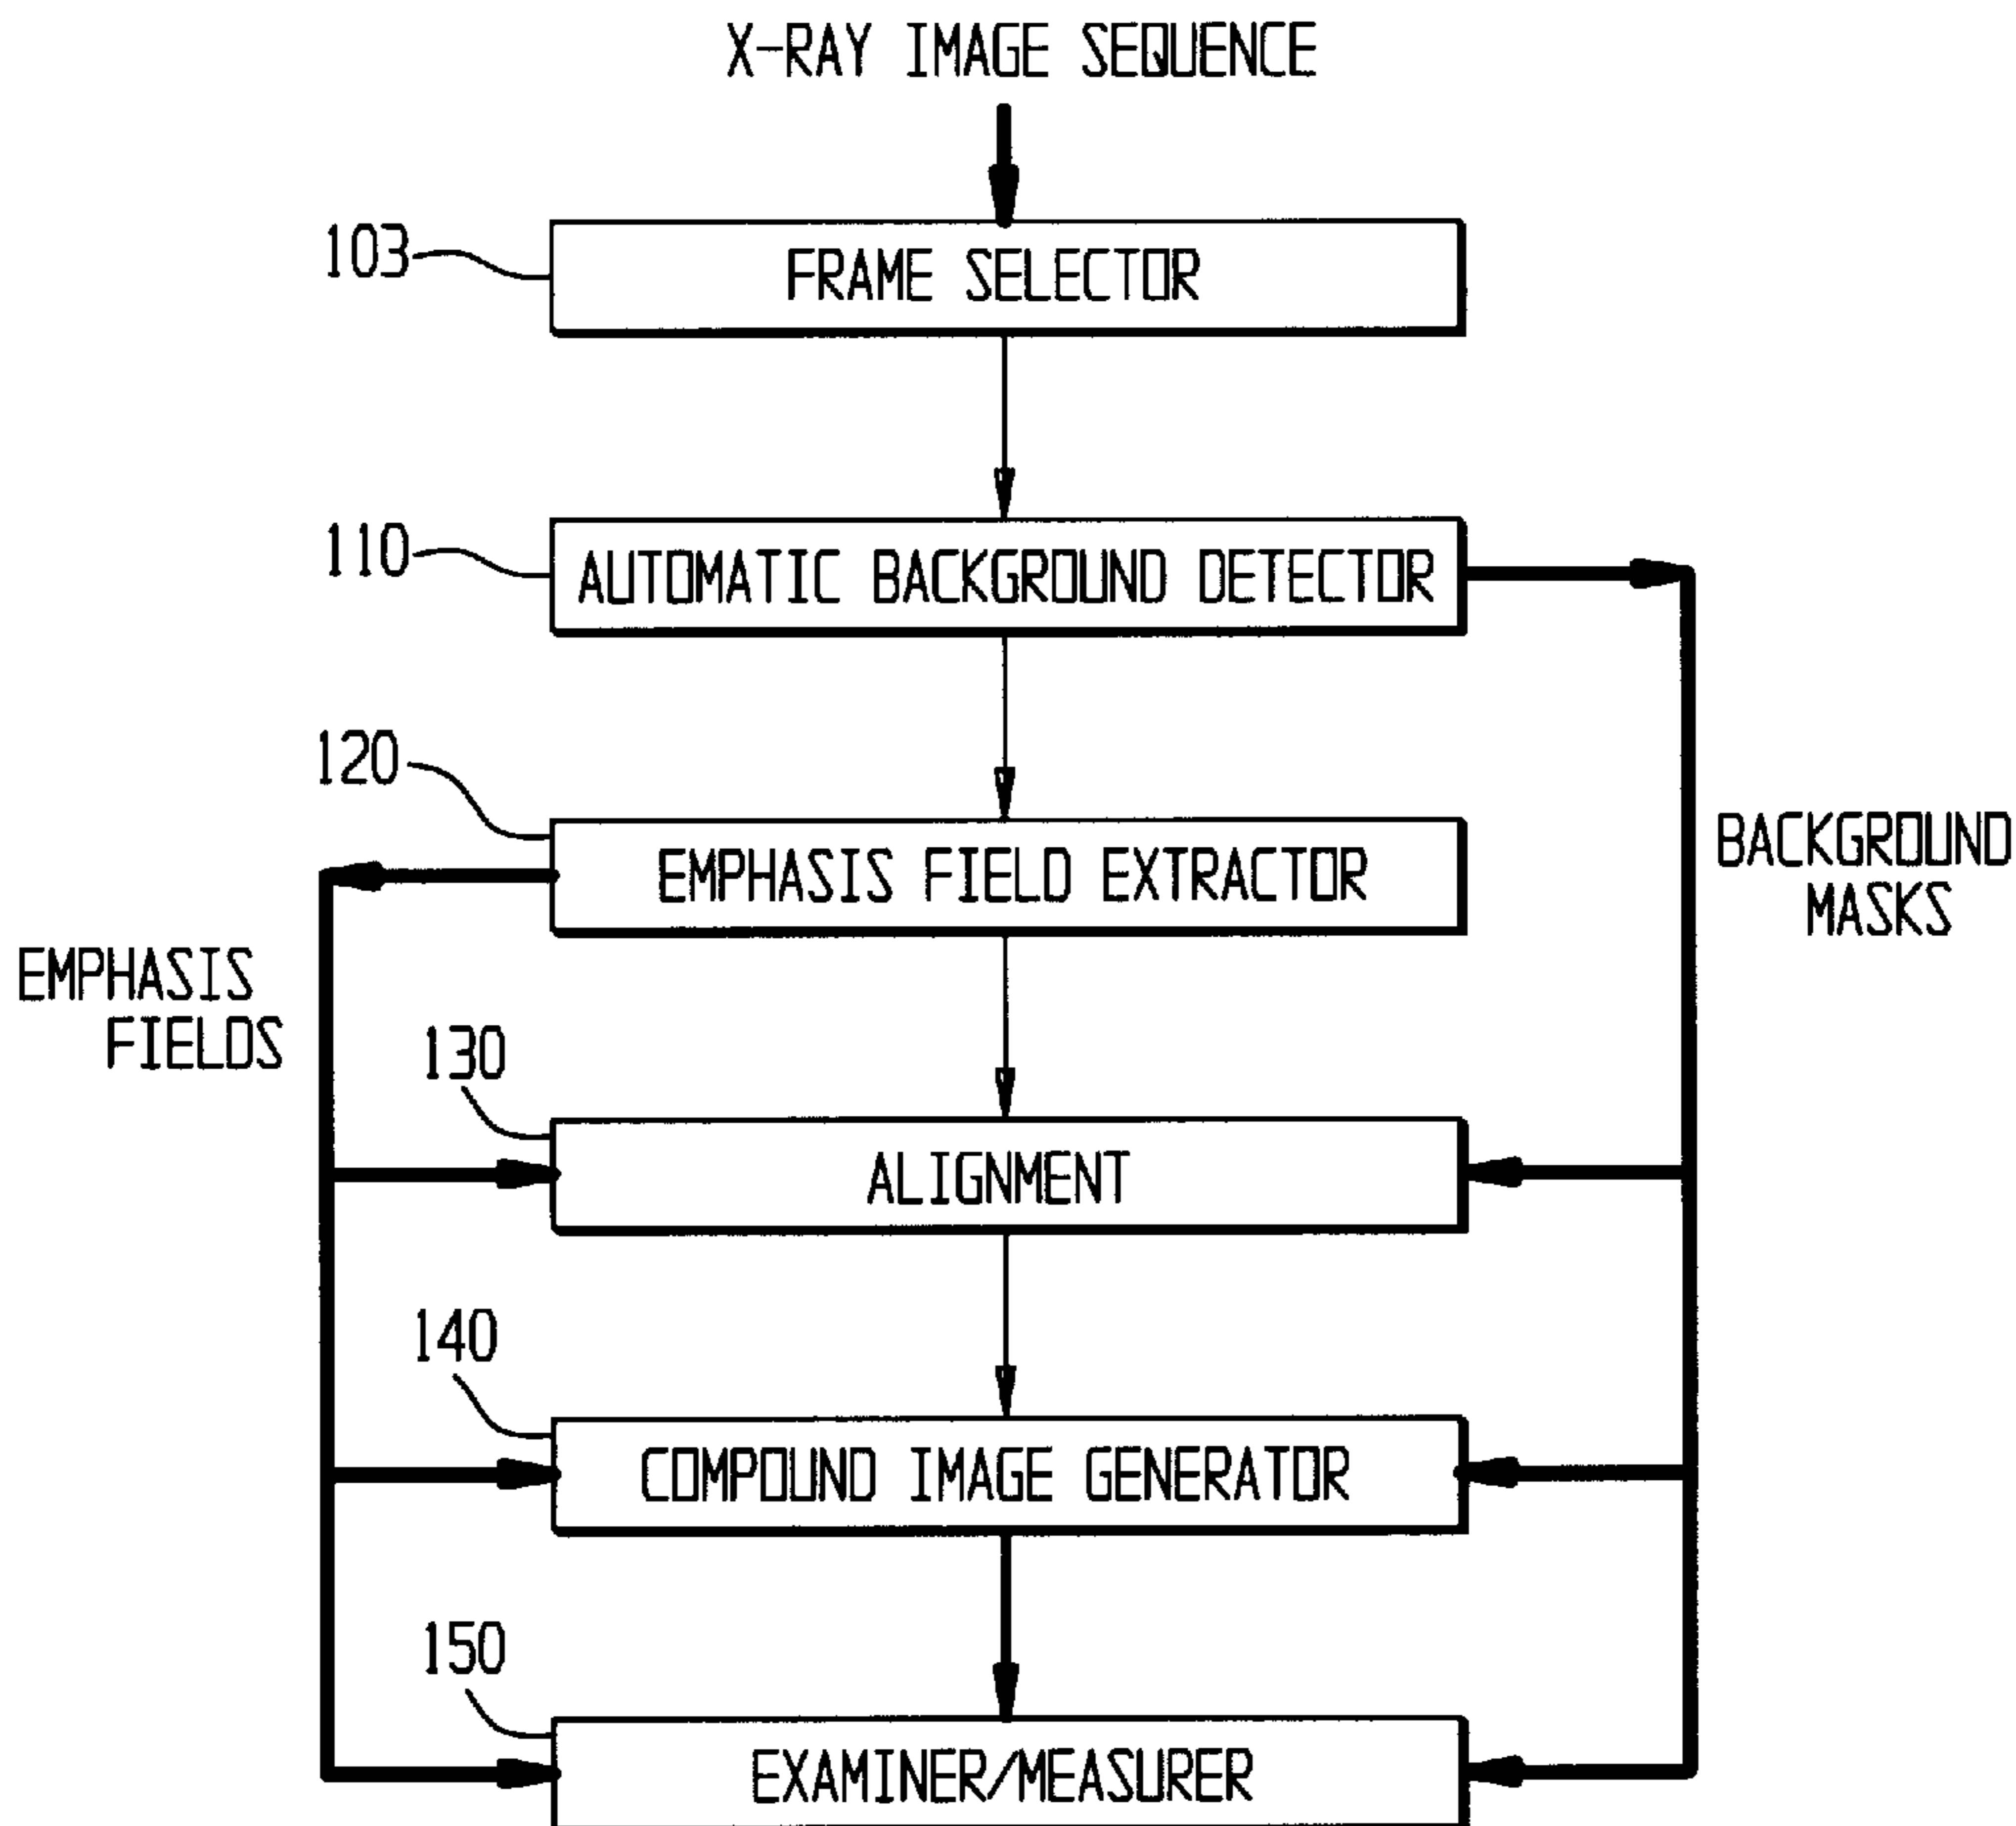 X-RAY IMAGE SEQUENCE
103
FRAME SELECTOR
110
AUTOMATIC BACKGROUND DETECTOR
120
EMPHASIS FIELD EXTRACTOR
BACKGROUND
MASKS
EMPHASIS
FIELDS
130
ALIGNMENT
140
COMPOUND IMAGE GENERATOR
150
EXAMINER/MEASURER